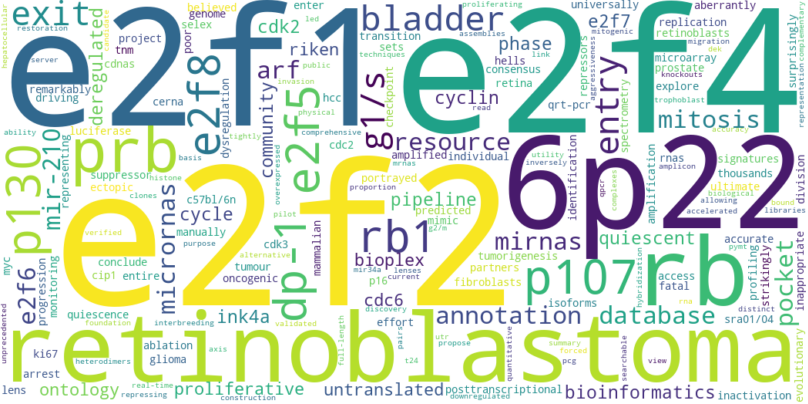 hepatocellular
restoration
server
exit
project
tnm
believed
genome
poor
selex
cdnas
remarkably
driving
cerna
deregulated
e2f1
e2f8
riken
arf
cdk2
led
enter
transition
sets
community
dysregulation
luciferase
hcc
cdc2
read
physical
tightly
bladder
phase
consensus
g1/s
checkpoint
cyclin
proliferating
techniques
public
invasion
assemblies
link
hells
retina
qrt-pcr
e2f4
universally
e2f7
retinoblasts
repressors
mitogenic
aggressiveness
migration
dek
microarray
prostate
explore
knockouts
trophoblast
spectrometry
entry
mitosis
aberrantly
replication
surprisingly
complementary
representation
candidate
accuracy
p130
mir-210
representing
prb
suppressor
ectopic
histone
clones
basis
ability
e2f5
comprehensive
overexpressed
resource
amplified
individual
mrnas
proportion
portrayed
pipeline
predicted
mimic
rb1
bioplex
mirnas
identification
utility
inversely
rnas
amplicon
amplification
signatures
thousands
ultimate
biological
qpcr
complexes
bound
libraries
allowing
accelerated
division
6p22
e2f2
e2f6
myc
progression
monitoring
cycle
manually
conclude
cip1
entire
tumour
oncogenic
micrornas
c57bl/6n
pilot
verified
alternative
purpose
g2/m
cdk3
dp-1
mammalian
mir34a
p16
lenses
current
discovery
validated
cdc6
tumorigenesis
partners
fibroblasts
isoforms
p107
quiescent
accurate
profiling
access
fatal
rna
hybridization
rb
distinct
strikingly
pymt
pocket
inappropriate
evolutionary
unprecedented
quiescence
foundation
interbreeding
ki67
arrest
lens
ablation
glioma
heterodimers
axis
repressing
ink4a
effort
full-length
pairs
utr
propose
t24
annotation
summary
forced
pcg
quantitative
searchable
view
database
sra01/04
retinoblastoma
ontology
real-time
proliferative
construction
untranslated
downregulated
posttranscriptional
bioinformatics
inactivation